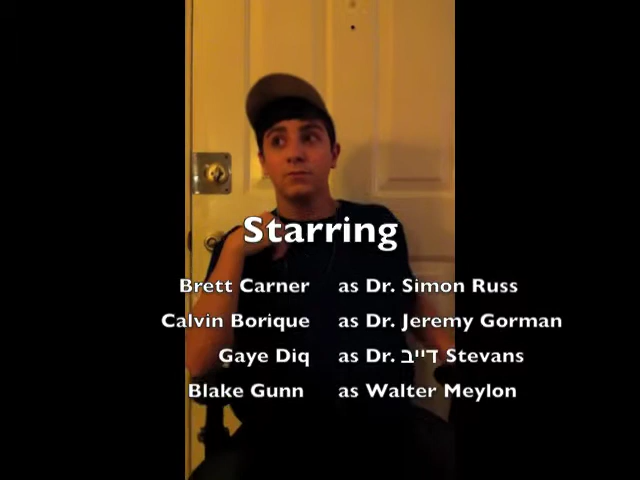 Starring
Brett Carner as Dr. Simon Russ
Calvin Borique as Dr. Jeremy Gorman
Gaye Diq as Dr. דייב Stevans
Blake Gunn as Walter Meylon